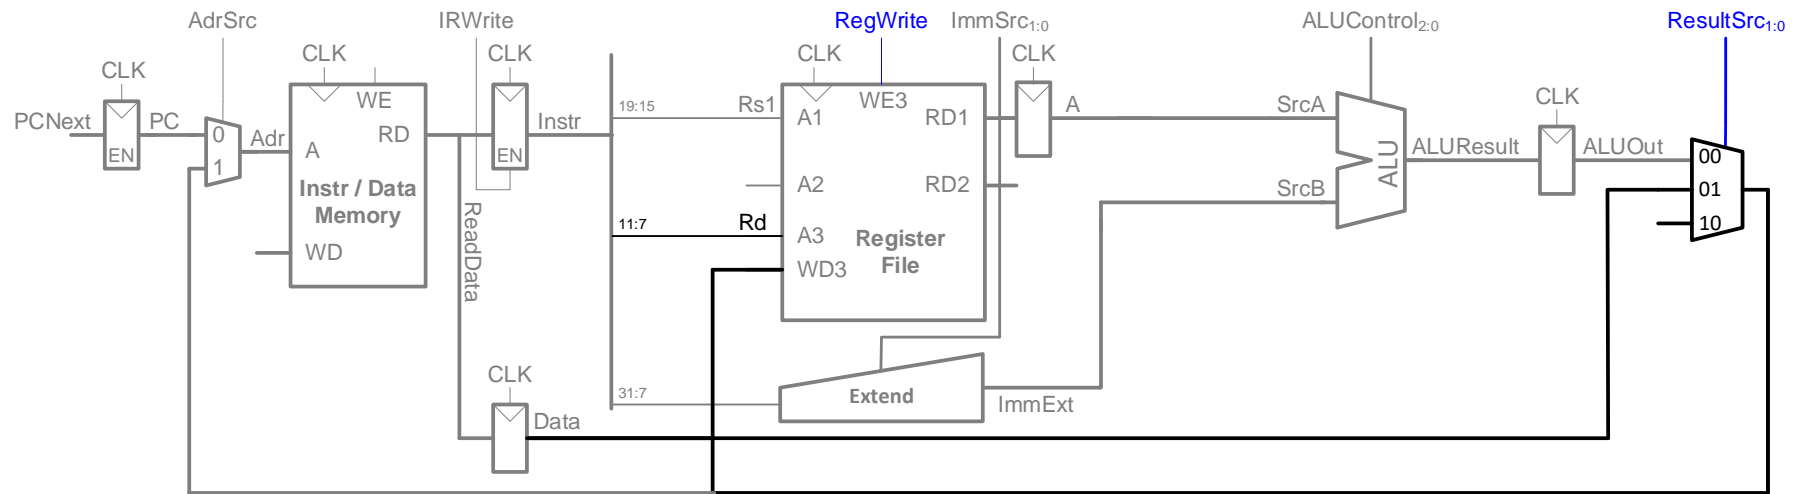 AdrSrc
IRWrite
RegWrite
ImmSrc1:0
ALUControl2:0
ResultSrc1:0
CLK
CLK
CLK
CLK
CLK
CLK
PCNext
EN
PC
0
1
Adr
WE
RD
A
Instr / Data
Memory
WD
EN
Instr
ReadData
19:15
Rs1
A1
WE3
RD1
A2
RD2
11:7
Rd
A3
WD3
Register
File
A
SrcA
SrcB
ALU
ALUResult
ALUOut
00
01
10
31:7
Extend
ImmExt
CLK
Data